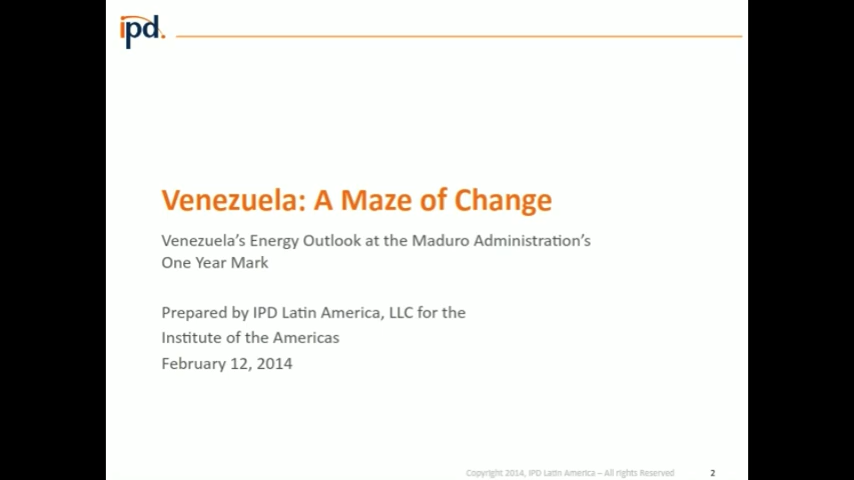 ipd.
Venezuela: A Maze of Change
Venezuela's Energy Outlook at the Maduro Administration's
One Year Mark
Prepared by IPD Latin America, LLC for the
Institute of the Americas
February 12, 2014
Copyright 2014, IPD Latin America – All rights Reserved
2